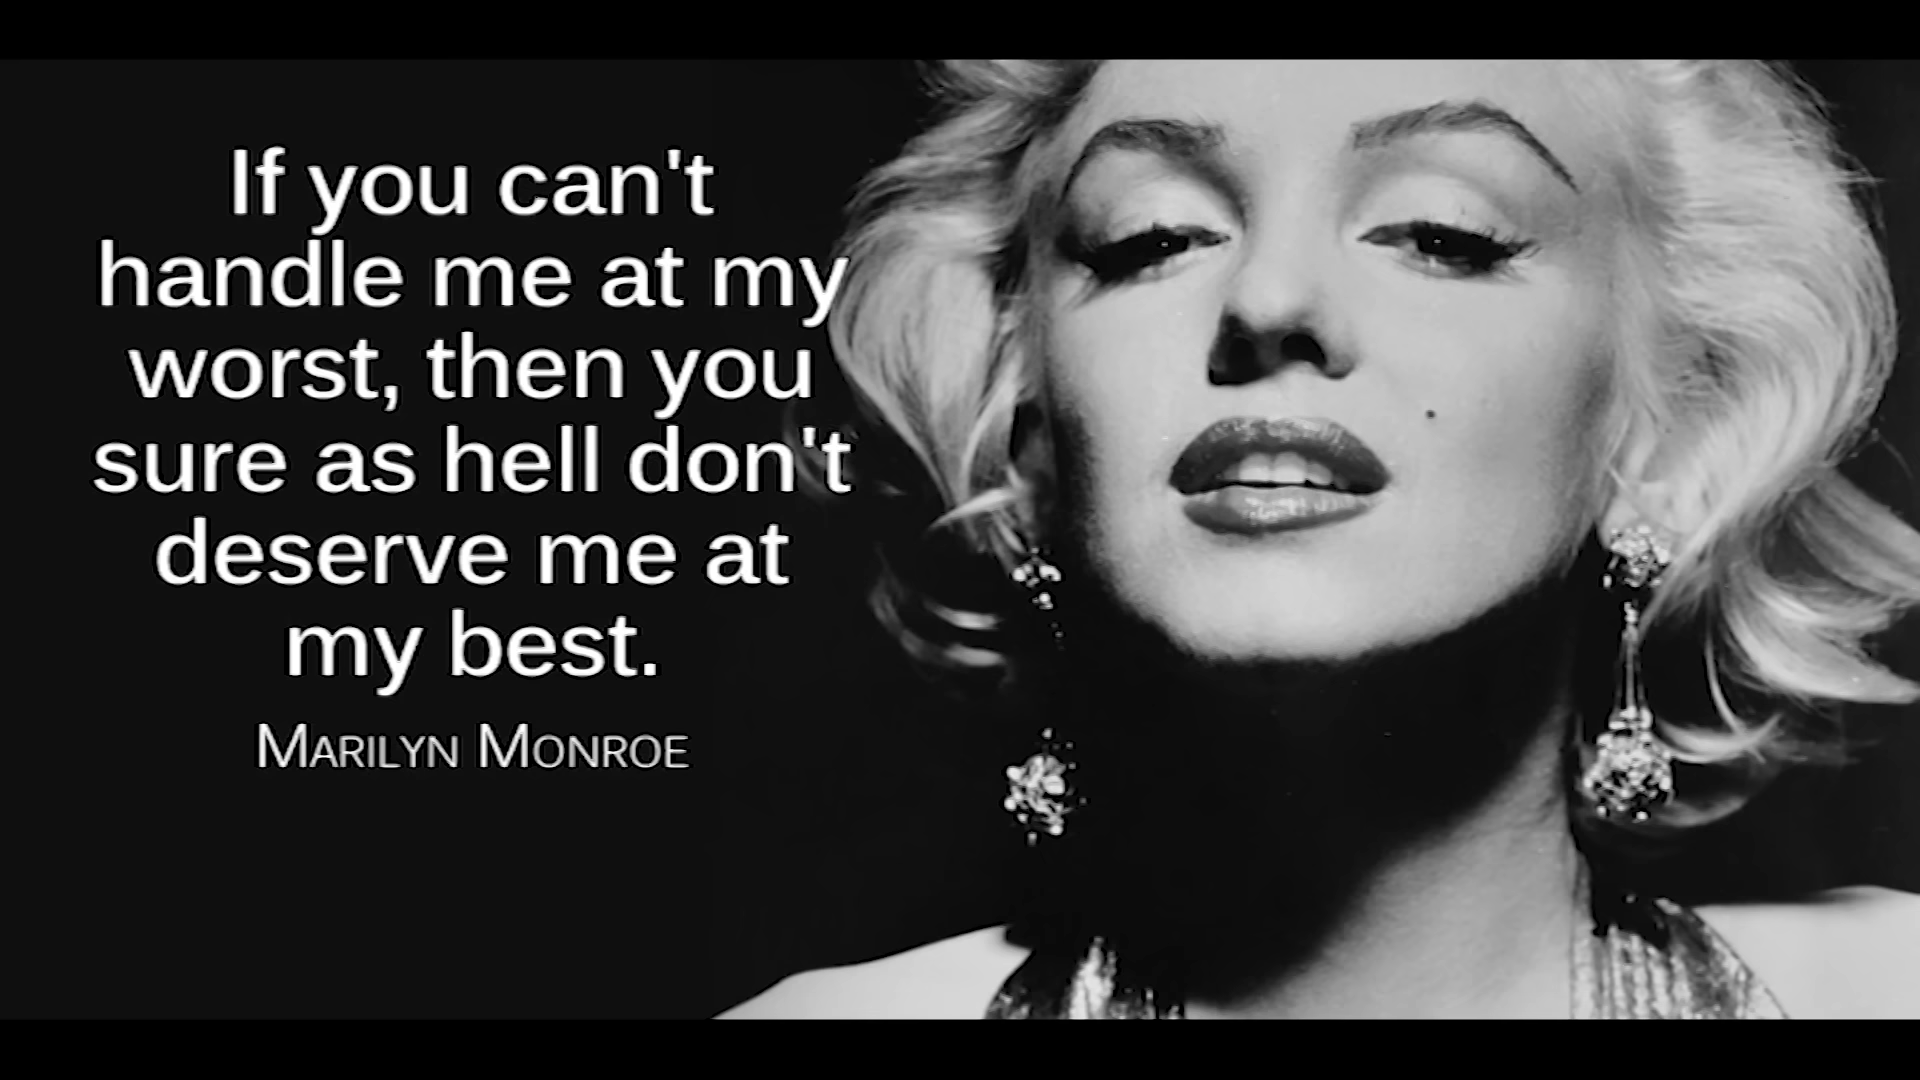 If you can't
handle me at my
worst, then you
sure as hell don't
deserve me at
my best.
Marilyn Monroe